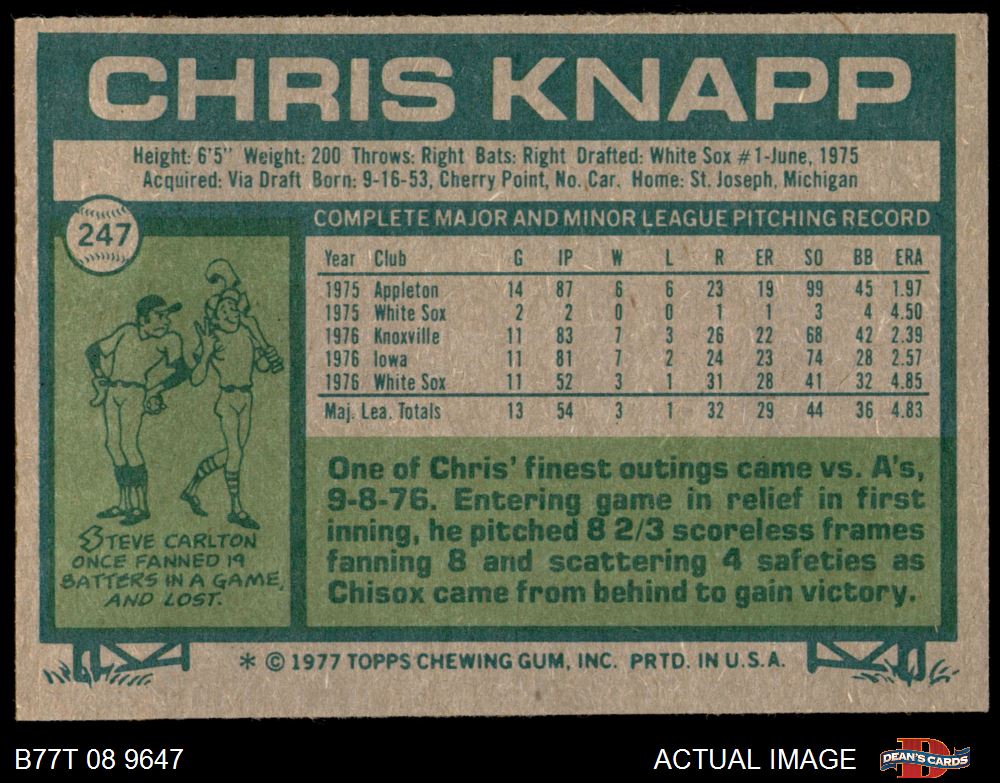 CHRIS KNAPP
Height: 6'5" Weight: 200 Throws: Right Bats: Right Drafted: White Sox #1-June, 1975
Acquired: Via Draft Born: 9-16-53, Cherry Point, No. Car. Home: St. Joseph, Michigan
247
COMPLETE MAJOR AND MINOR LEAGUE PITCHING RECORD
Year Club G IP W L R ER SO BB ERA
1975 Appleton 14 87 6 6 23 19 99 45 1.97
1975 White Sox 2 2 0 0 1 1 3 4 4.50
1976 Knoxville 11 83 7 3 26 22 68 42 2.39
1976 Iowa 11 81 7 2 24 23 74 28 2.57
1976 White Sox 11 52 3 1 31 28 41 32 4.85
Maj. Lea. Totals 13 54 3 1 32 29 44 36 4.83
One of Chris' finest outings came vs. A's,
9-8-76. Entering game in relief in first
inning, he pitched 8 2/3 scoreless frames
fanning 8 and scattering 4 safeties as
Chisox came from behind to gain victory.
STEVE CARLTON
ONCE FANNED 19
BATTERS IN A GAME,
AND LOST.
* © 1977 TOPPS CHEWING GUM, INC. PRTD. IN U.S.A.
B77T 08 9647
ACTUAL IMAGE
DEAN'S CARDS